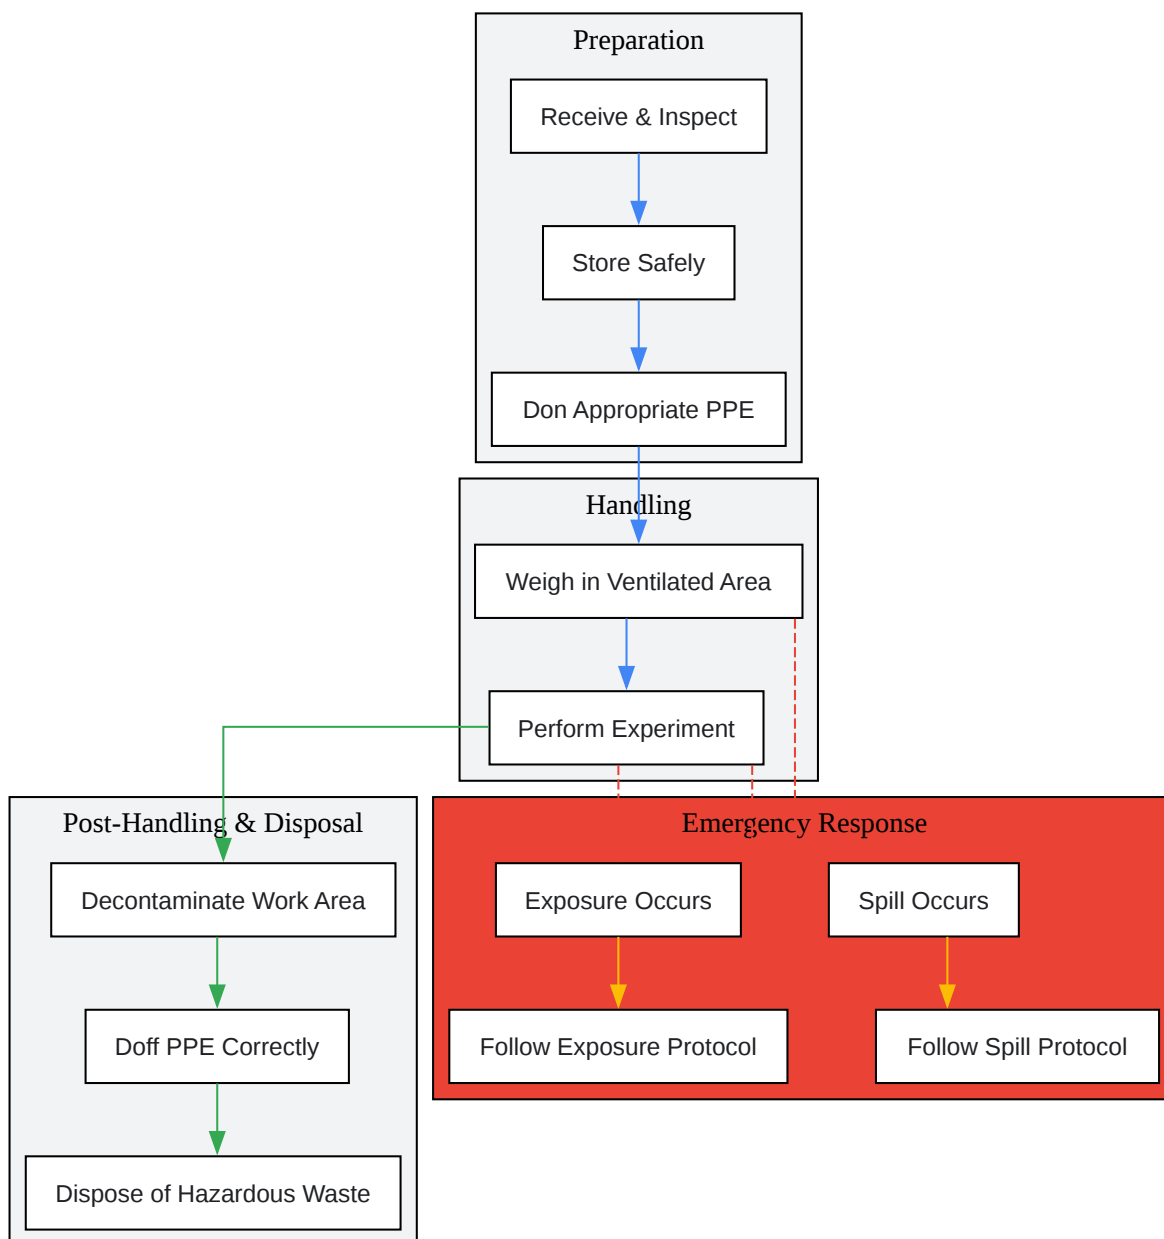 Preparation
Receive & Inspect
Store Safely
Don Appropriate PPE
Handling
Weigh in Ventilated Area
Perform Experiment
Post-Handling & Disposal
Decontaminate Work Area
Doff PPE Correctly
Dispose of Hazardous Waste
Emergency Response
Exposure Occurs
Spill Occurs
Follow Exposure Protocol
Follow Spill Protocol